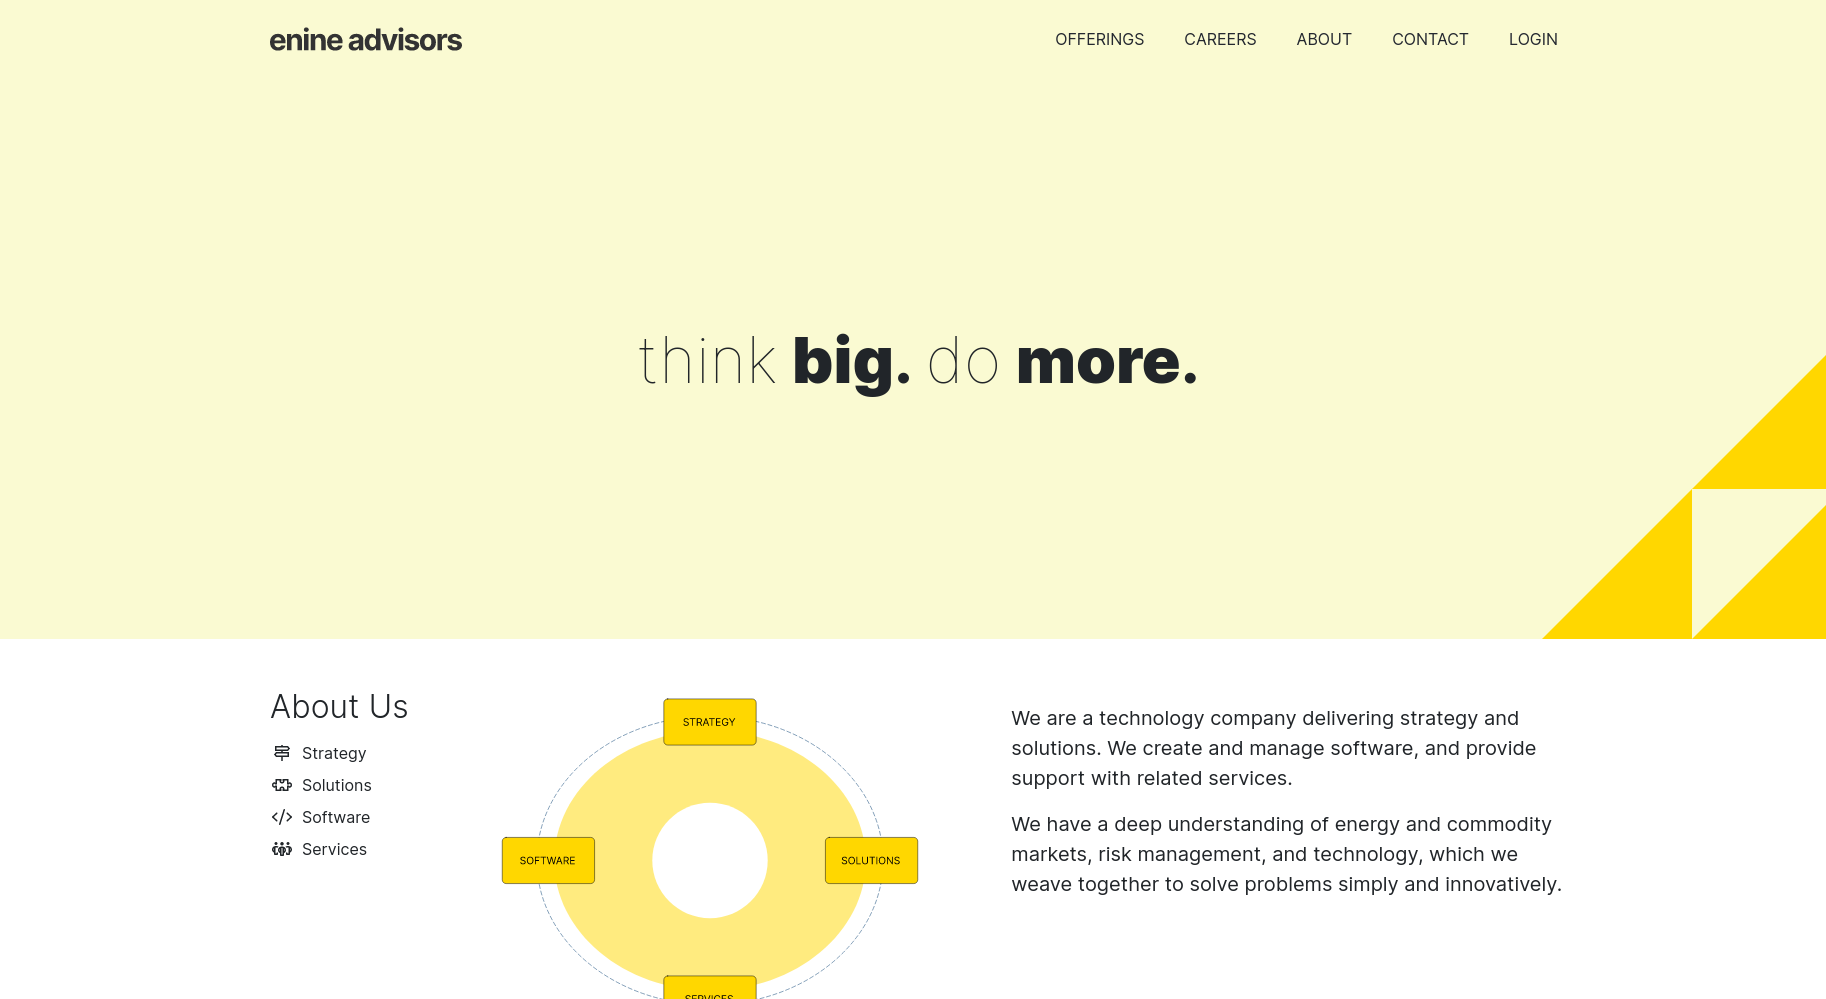 enine advisors
OFFERINGS CAREERS ABOUT CONTACT LOGIN
think big. do more.
About Us
Strategy
Solutions
Software
Services
STRATEGY
SOFTWARE
SOLUTIONS
SERVICES
We are a technology company delivering strategy and
solutions. We create and manage software, and provide
support with related services.
We have a deep understanding of energy and commodity
markets, risk management, and technology, which we
weave together to solve problems simply and innovatively.